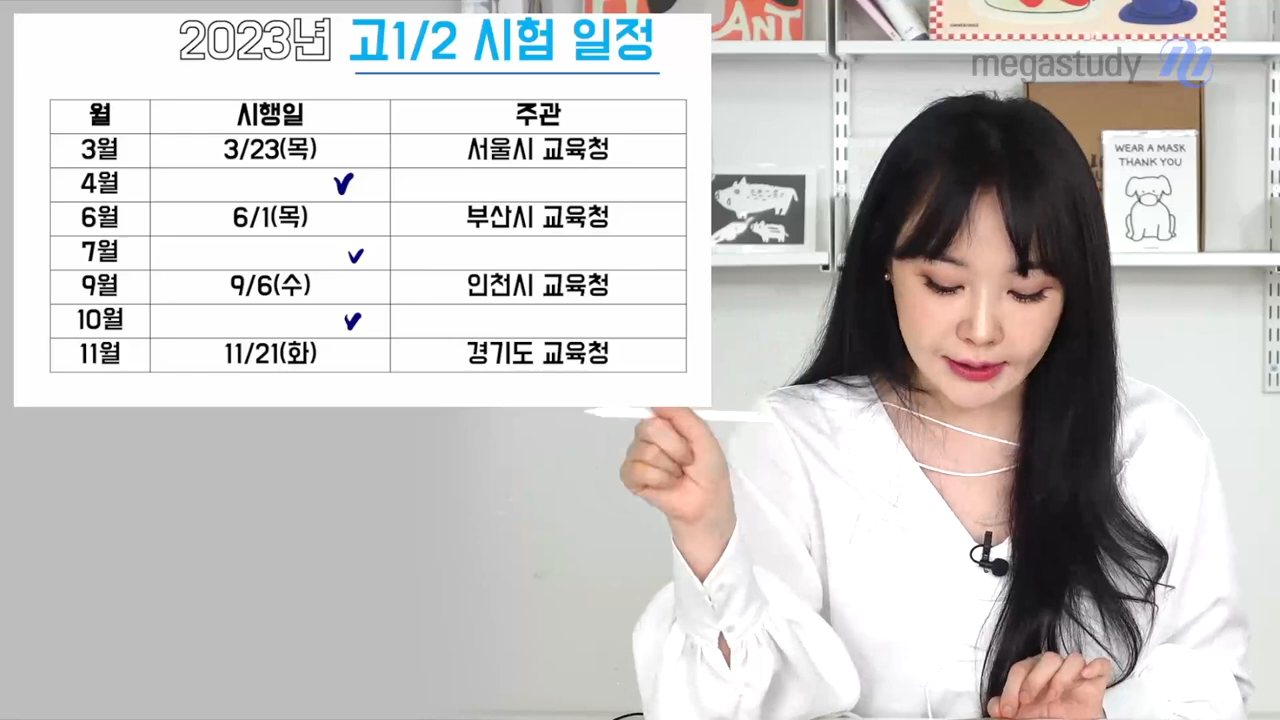 2023년 고1/2 시험 일정
월 시행일 주관
3월 3/23(목) 서울시 교육청
4월
6월 6/1(목) 부산시 교육청
7월
9월 9/6(수) 인천시 교육청
10월
11월 11/21(화) 경기도 교육청
ANT
megastudy
WEAR A MASK
THANK YOU